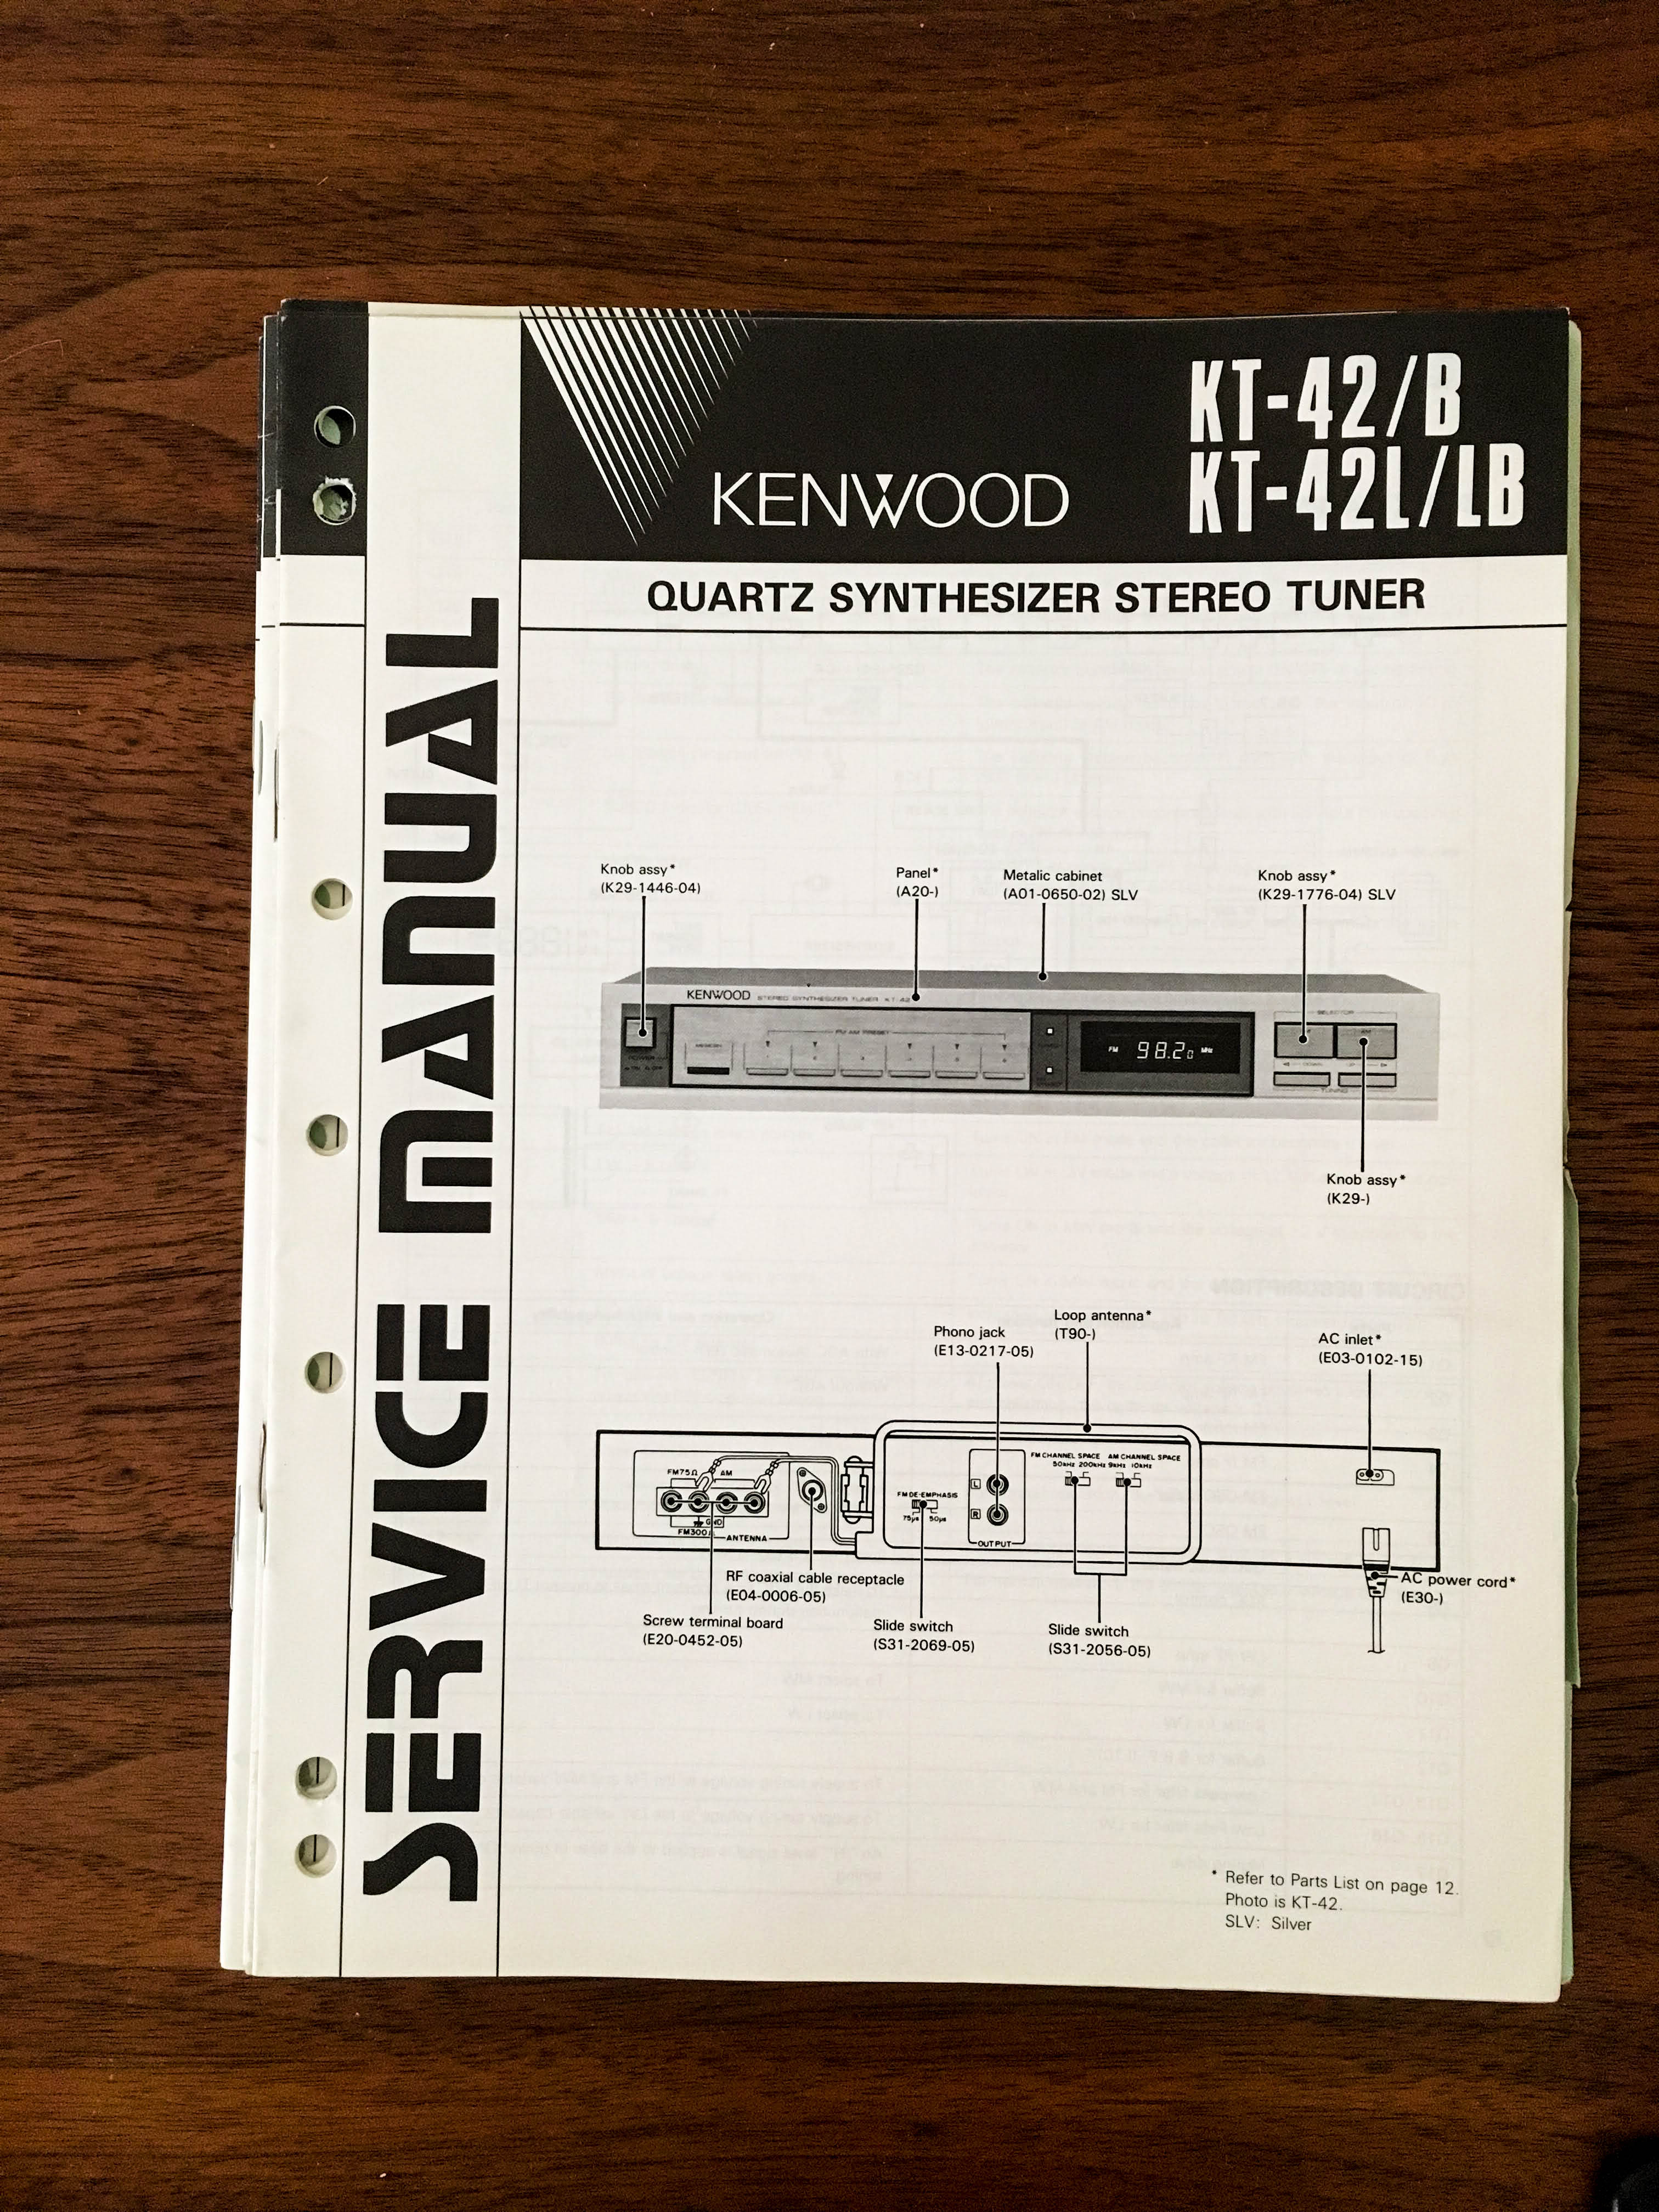 SERVICE MANUAL
KENWOOD
KT-42/B
KT-42L/LB
QUARTZ SYNTHESIZER STEREO TUNER
Knob assy*
(K29-1446-04)
Panel*
(A20-)
Metalic cabinet
(A01-0650-02) SLV
Knob assy*
(K29-1776-04) SLV
KENWOOD STEREO SYNTHESIZER TUNER KT-42
SELECTOR
FM AM PRESET
MEMORY
POWER
FM 98.20 MHz
DOWN
TUNING
Knob assy*
(K29-)
Phono jack
(E13-0217-05)
Loop antenna*
(T90-)
AC inlet*
(E03-0102-15)
FM CHANNEL SPACE AM CHANNEL SPACE
50kHz 200kHz 9kHz 10kHz
FM75Ω AM
FM DE-EMPHASIS
75μs 50μs
L
R
OUTPUT
GND
FM300Ω
ANTENNA
RF coaxial cable receptacle
(E04-0006-05)
Screw terminal board
(E20-0452-05)
Slide switch
(S31-2069-05)
Slide switch
(S31-2056-05)
AC power cord*
(E30-)
* Refer to Parts List on page 12.
Photo is KT-42.
SLV: Silver